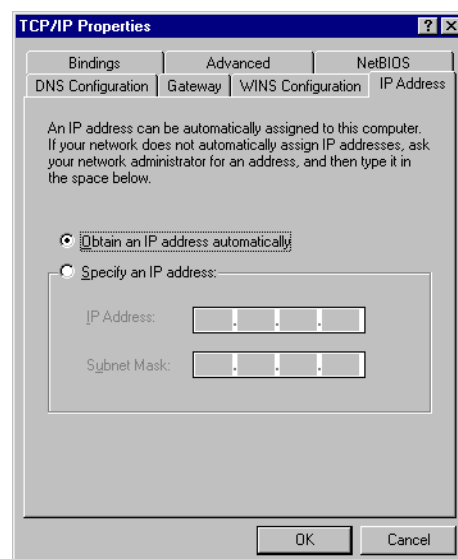 TCP/IP Properties
Bindings Advanced NetBIOS
DNS Configuration Gateway WINS Configuration IP Address
An IP address can be automatically assigned to this computer.
If your network does not automatically assign IP addresses, ask
your network administrator for an address, and then type it in
the space below.
Obtain an IP address automatically
Specify an IP address:
IP Address:
Subnet Mask:
OK Cancel